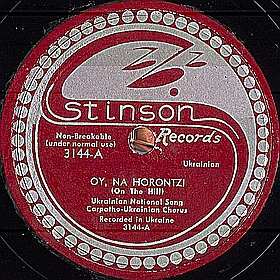 Stinson
Records
Non-Breakable
(under normal use)
3144-A
Ukrainian
OY, NA HORONTZI
(On The Hill)
Ukrainian National Song
Carpatho-Ukrainian Chorus
Recorded in Ukraine
3144-A